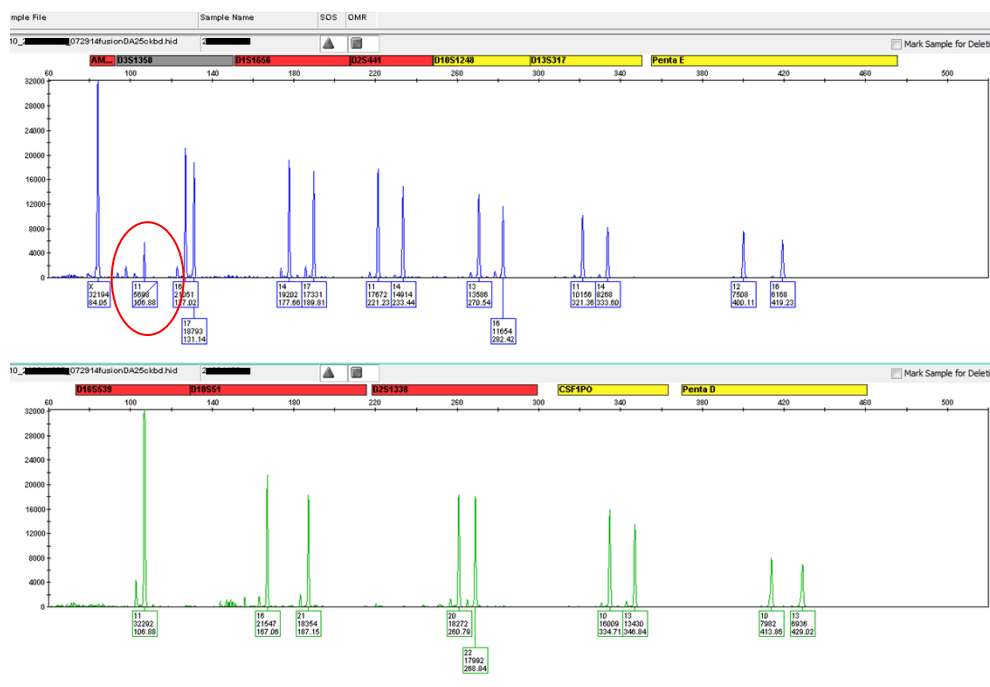 mple File Sample Name SOS OMR
10_2 _072914fusionDA25ckbd.hid 2 Mark Sample for Deleti
AM... D3S1358 D1S1656 D2S441 D10S1248 D13S317 Penta E
60 100 140 180 220 260 300 340 380 420 460 500
32000
28000
24000
20000
16000
12000
8000
4000
0
X 11 16 14 17 11 14 13 11 14 12 16
32194 5698 21051 19202 17331 17672 14914 13586 10156 8268 7508 6168
84.05 106.88 127.02 177.66 189.81 221.23 233.44 270.54 321.36 333.60 400.11 419.23
17 16
18793 11654
131.14 282.42
10_2 _072914fusionDA25ckbd.hid 2 Mark Sample for Deleti
D16S539 D18S51 D2S1338 CSF1PO Penta D
60 100 140 180 220 260 300 340 380 420 460 500
32000
28000
24000
20000
16000
12000
8000
4000
0
11 16 21 20 10 13 10 13
32292 21547 18354 18272 16009 13430 7982 6936
106.88 167.06 187.15 260.79 334.71 346.84 413.86 429.02
22
17992
268.84